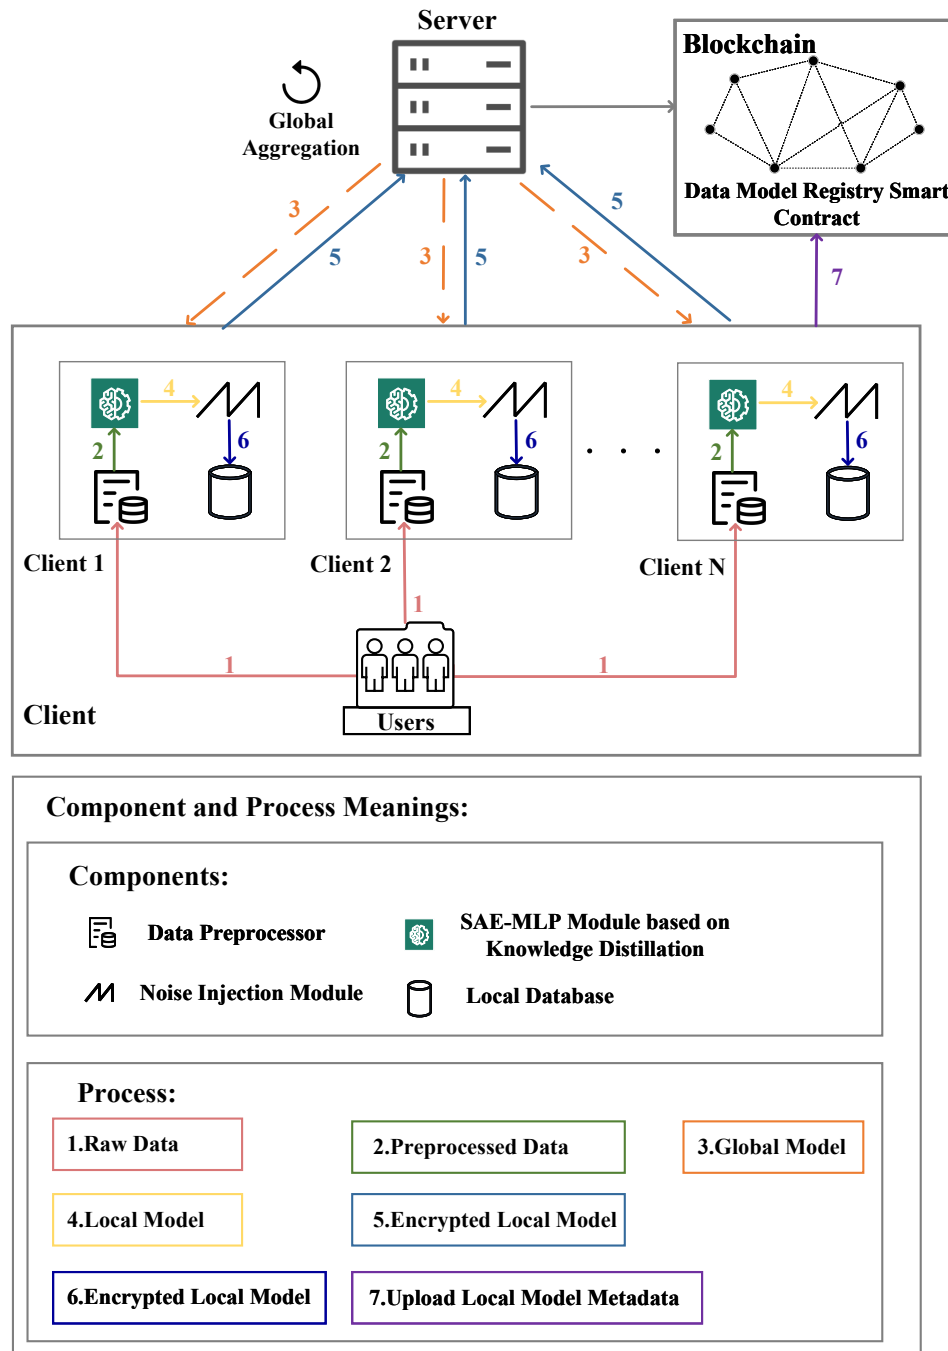 Server
Blockchain
Global
Aggregation
Data Model Registry Smart
Contract
3
5
3
5
3
5
7
4
2
6
4
2
6
. . .
4
2
6
Client 1
Client 2
Client N
1
1
1
Users
Client
Component and Process Meanings:
Components:
Data Preprocessor
SAE-MLP Module based on
Knowledge Distillation
Noise Injection Module
Local Database
Process:
1.Raw Data
2.Preprocessed Data
3.Global Model
4.Local Model
5.Encrypted Local Model
6.Encrypted Local Model
7.Upload Local Model Metadata